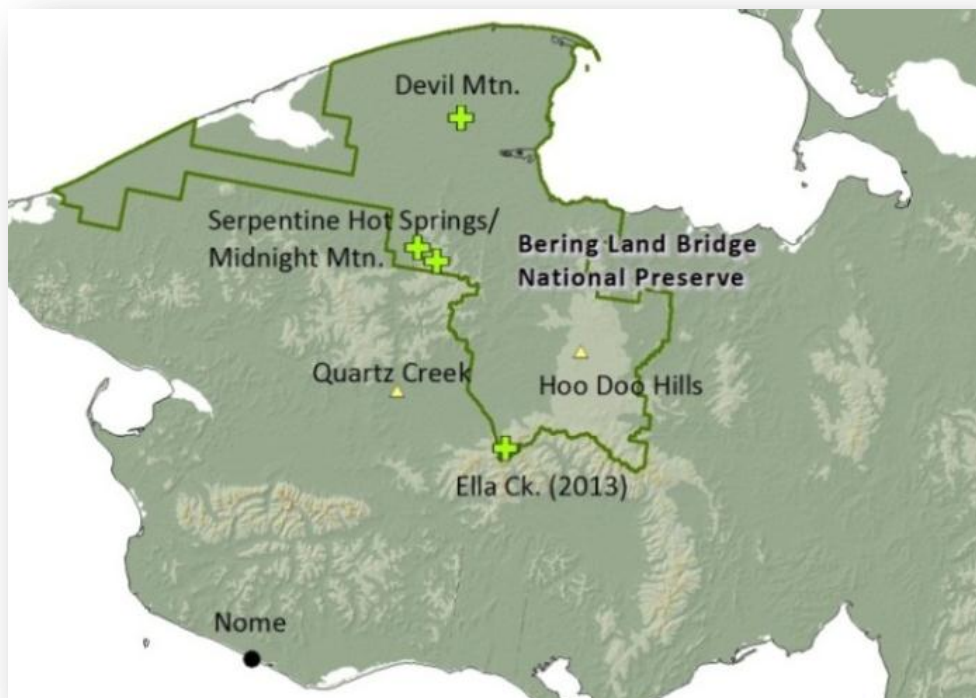 Devil Mtn.
Serpentine Hot Springs/
Midnight Mtn.
Bering Land Bridge
National Preserve
Quartz Creek
Hoo Doo Hills
Ella Ck. (2013)
Nome